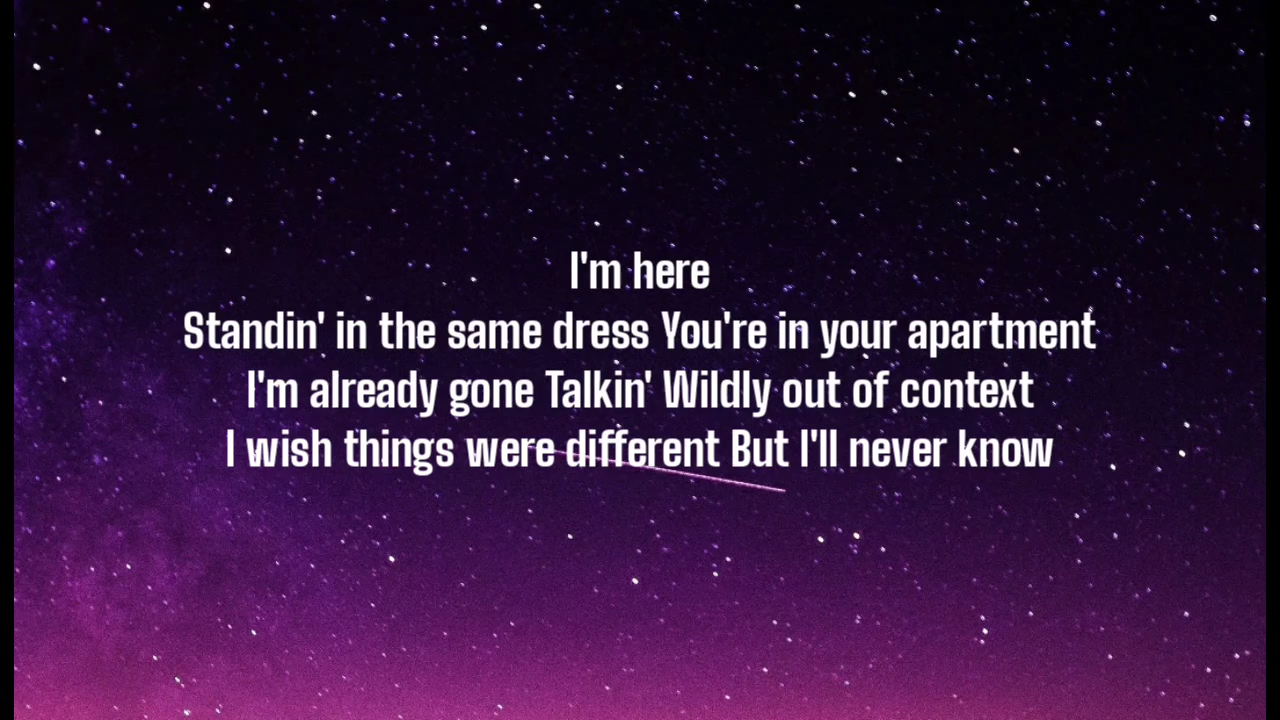 I'm here
Standin' in the same dress You're in your apartment
I'm already gone Talkin' Wildly out of context
I wish things were different But I'll never know